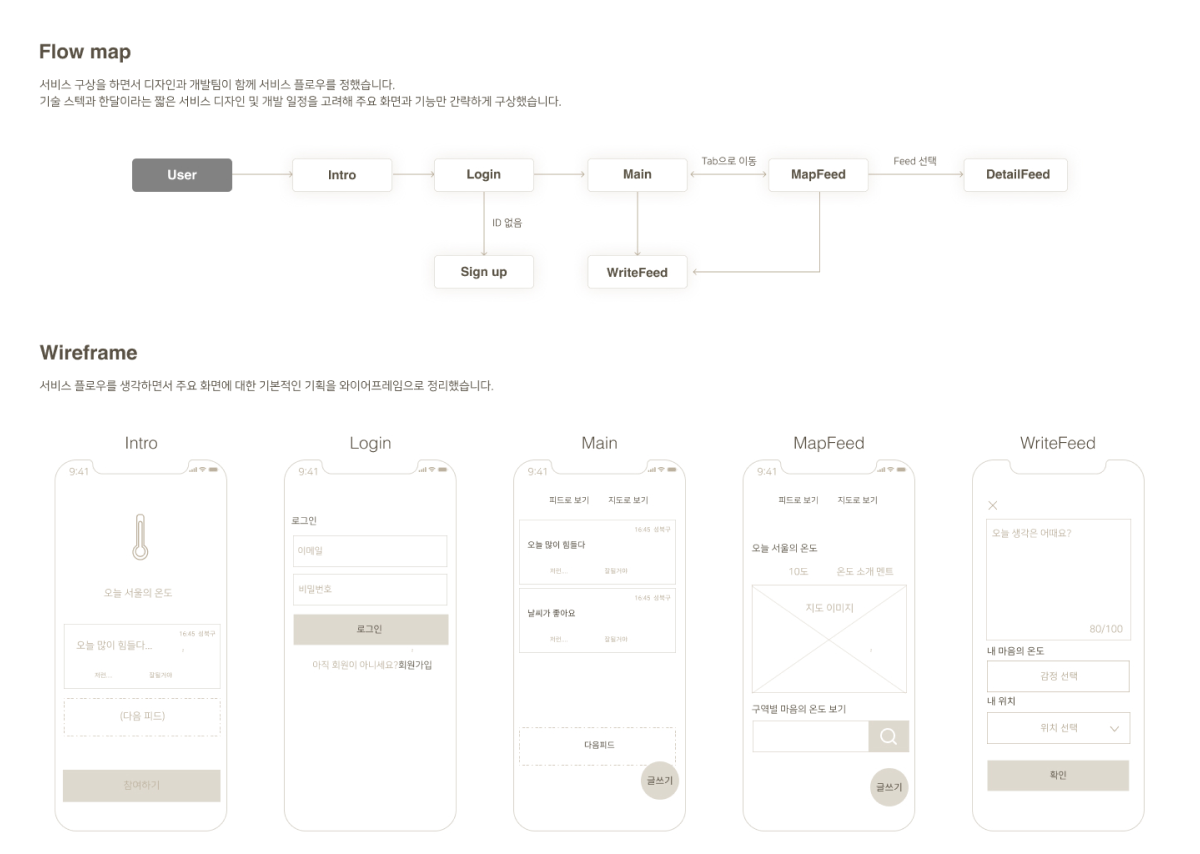 Flow map
서비스 구상을 하면서 디자인과 개발팀이 함께 서비스 플로우를 정했습니다.
기술 스텍과 한달이라는 짧은 서비스 디자인 및 개발 일정을 고려해 주요 화면과 기능만 간략하게 구상했습니다.
User
Intro
Login
Main
Tab으로 이동
MapFeed
Feed 선택
DetailFeed
ID 없음
Sign up
WriteFeed
Wireframe
서비스 플로우를 생각하면서 주요 화면에 대한 기본적인 기획을 와이어프레임으로 정리했습니다.
Intro
9:41
오늘 서울의 온도
16:45 성북구
오늘 많이 힘들다...
(다음 피드)
참여하기
Login
9:41
로그인
이메일
비밀번호
로그인
아직 회원이 아니세요?회원가입
Main
9:41
피드로 보기 지도로 보기
16:45 성북구
오늘 많이 힘들다
16:45 성북구
날씨가 좋아요
다음피드
글쓰기
MapFeed
9:41
피드로 보기 지도로 보기
오늘 서울의 온도
10도 온도 소개 멘트
지도 이미지
구역별 마음의 온도 보기
글쓰기
WriteFeed
오늘 생각은 어때요?
80/100
내 마음의 온도
감정 선택
내 위치
위치 선택
확인